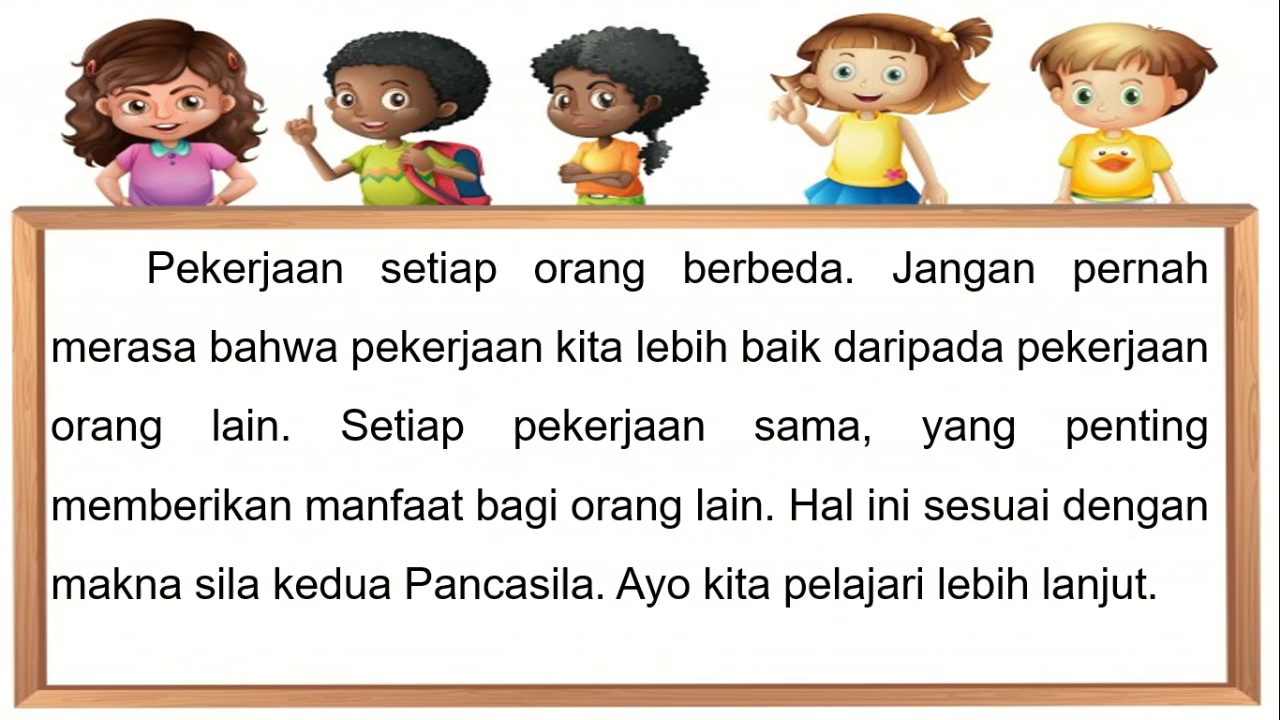 Pekerjaan setiap orang berbeda. Jangan pernah
merasa bahwa pekerjaan kita lebih baik daripada pekerjaan
orang lain. Setiap pekerjaan sama, yang penting
memberikan manfaat bagi orang lain. Hal ini sesuai dengan
makna sila kedua Pancasila. Ayo kita pelajari lebih lanjut.